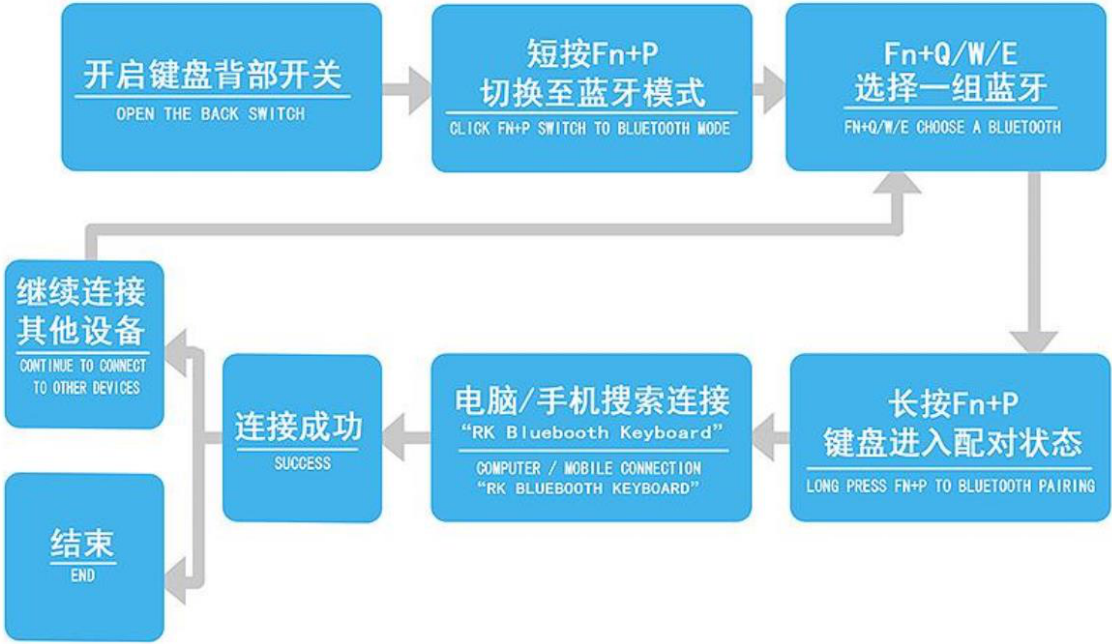 开启键盘背部开关
OPEN THE BACK SWITCH
短按Fn+P
切换至蓝牙模式
CLICK FN+P SWITCH TO BLUETOOTH MODE
Fn+Q/W/E
选择一组蓝牙
FN+Q/W/E CHOOSE A BLUETOOTH
长按Fn+P
键盘进入配对状态
LONG PRESS FN+P TO BLUETOOTH PAIRING
电脑/手机搜索连接
“RK Bluebooth Keyboard”
COMPUTER / MOBILE CONNECTION
“RK BLUEBOOTH KEYBOARD”
连接成功
SUCCESS
继续连接
其他设备
CONTINUE TO CONNECT
TO OTHER DEVICES
结束
END